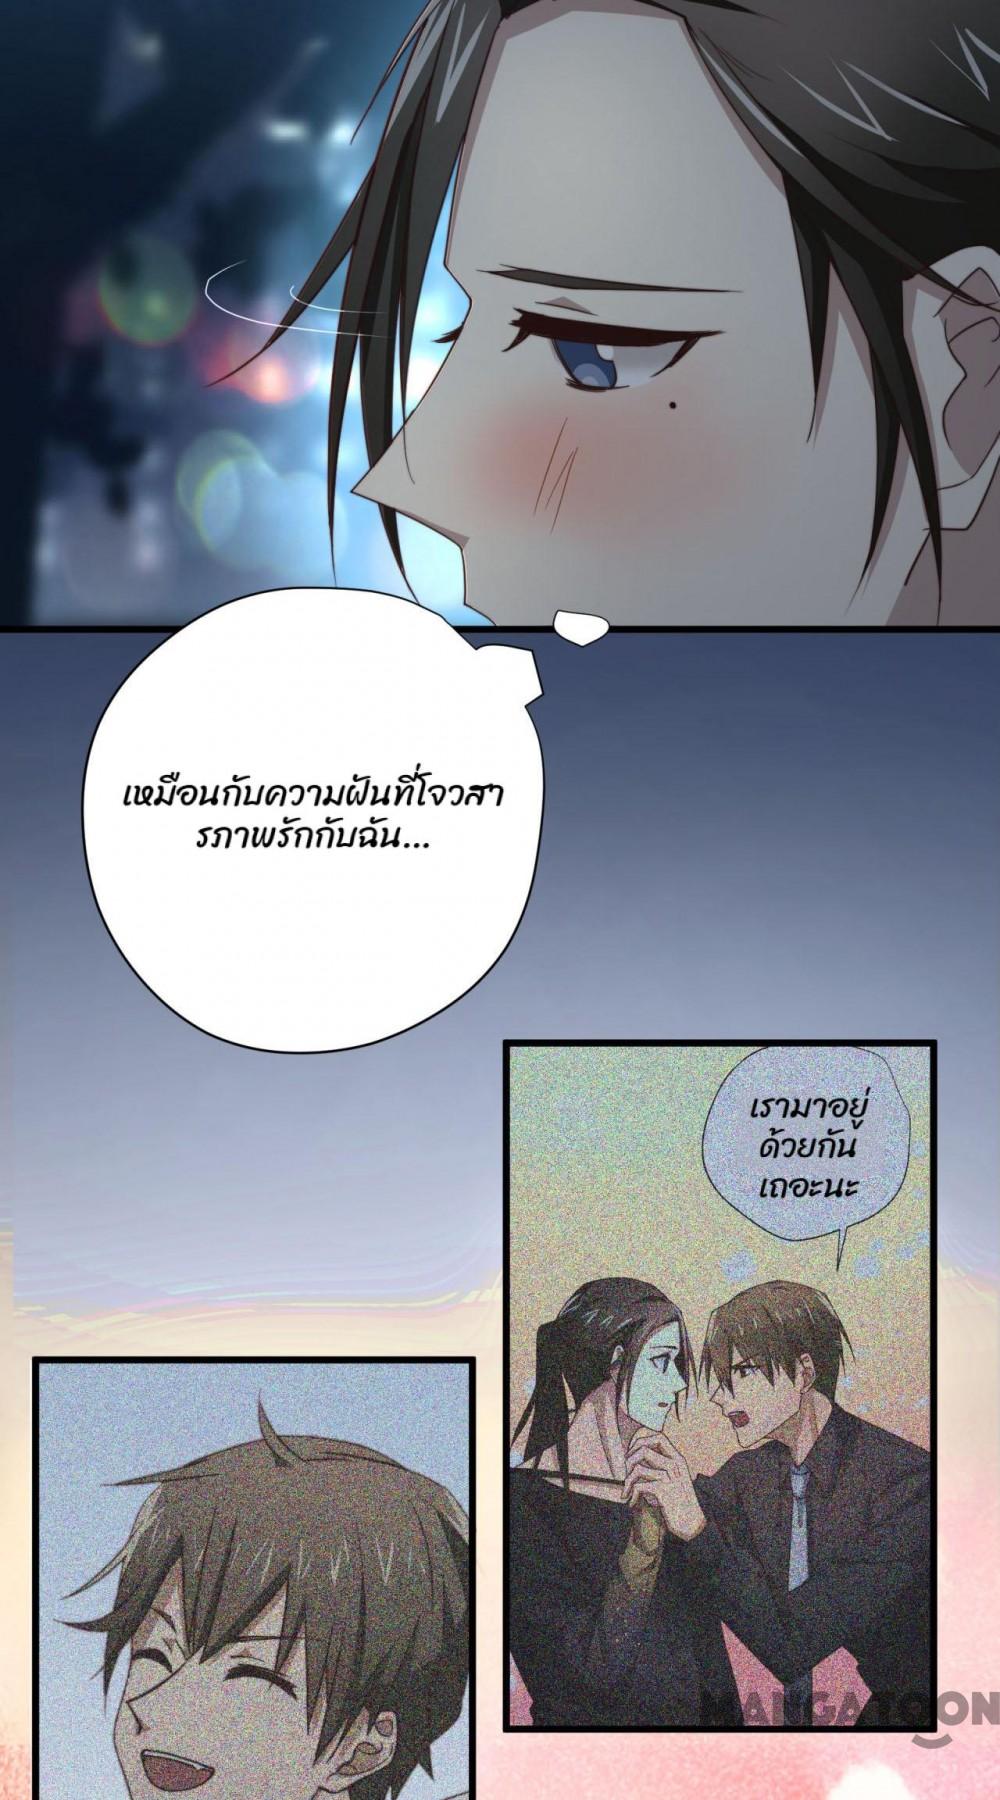 เหมือนกับความฝันที่โจวสา
รภาพรักกับฉัน...
เรามาอยู่
ด้วยกัน
เถอะนะ
MANGATOON